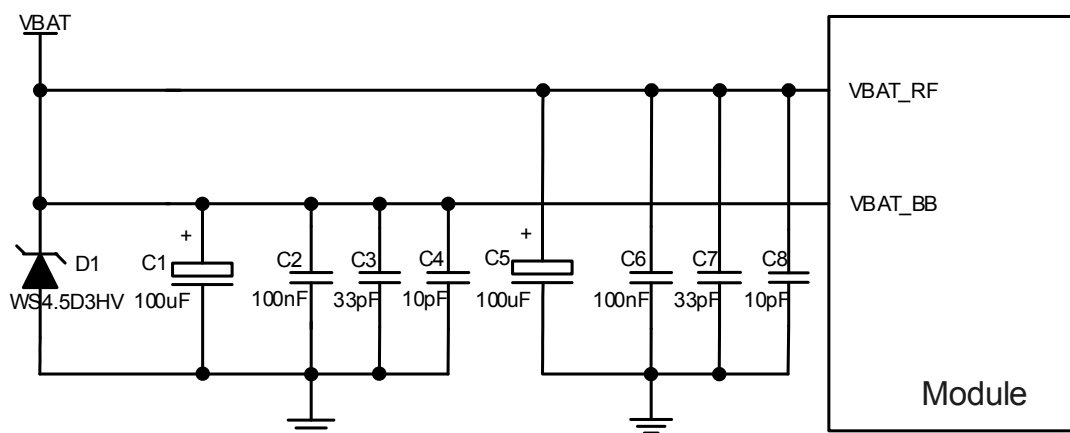 VBAT
VBAT_RF
VBAT_BB
+
+
D1
C1
C2
C3
C4
C5
C6
C7
C8
WS4.5D3HV
100uF
100nF
33pF
10pF
100uF
100nF
33pF
10pF
Module